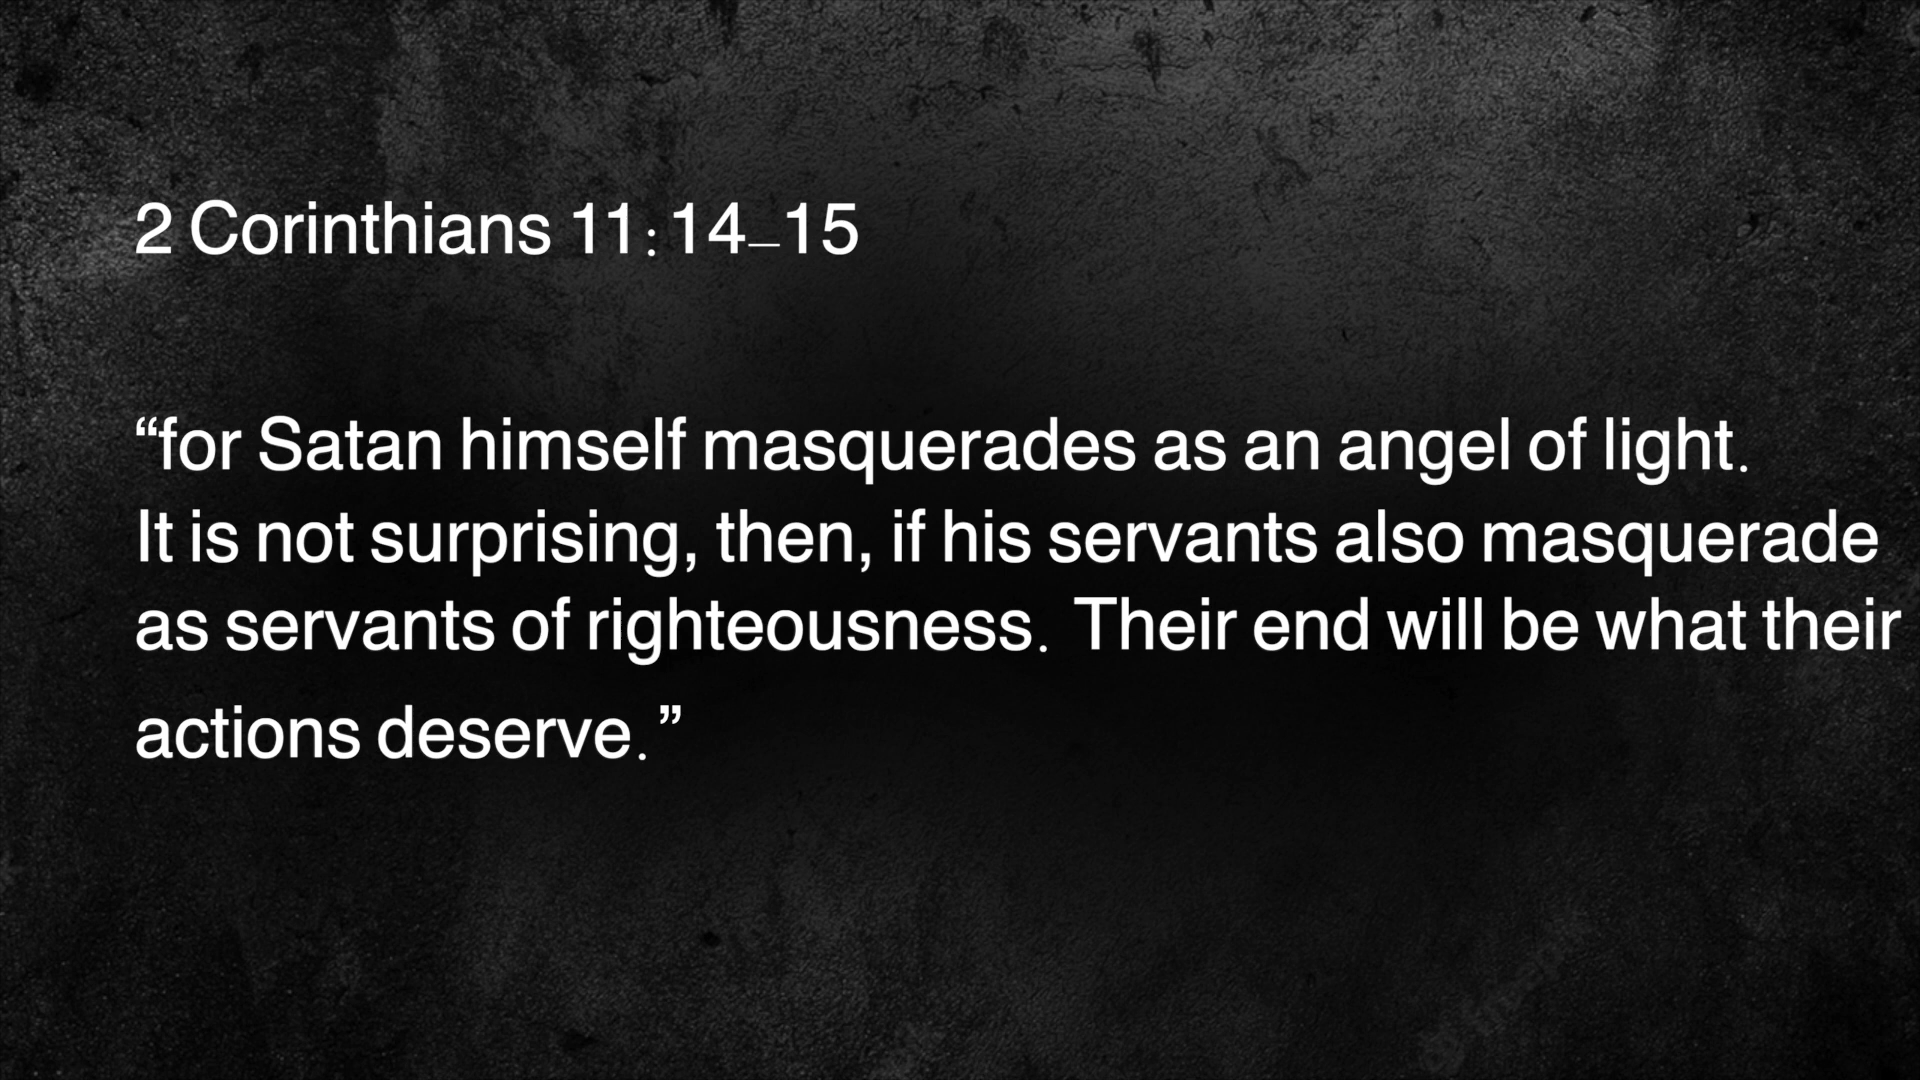 2 Corinthians 11:14–15
“for Satan himself masquerades as an angel of light.
It is not surprising, then, if his servants also masquerade
as servants of righteousness. Their end will be what their
actions deserve.”